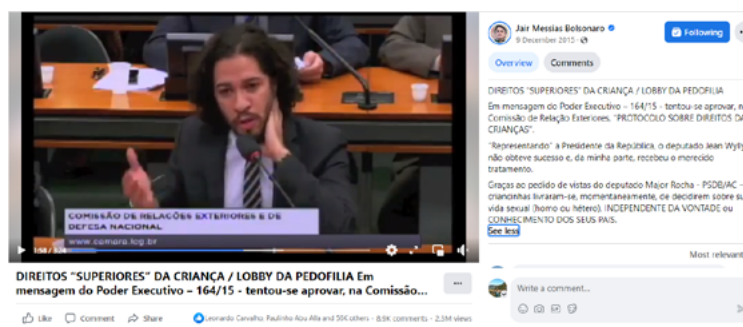 COMISSÃO DE RELAÇÕES EXTERIORES E DE
DEFESA NACIONAL
www.camara.log.br
DIREITOS "SUPERIORES" DA CRIANÇA / LOBBY DA PEDOFILIA Em
mensagem do Poder Executivo – 164/15 - tentou-se aprovar, na Comissão...
Like Comment Share Leonardo Carvalho, Paulinho Acu Alla and others · 8.9K comments · 2.5M views
Jair Messias Bolsonaro
9 December 2015
Following
Overview Comments
DIREITOS "SUPERIORES" DA CRIANÇA / LOBBY DA PEDOFILIA
Em mensagem do Poder Executivo – 164/15 - tentou-se aprovar, n
Comissão de Relação Exteriores, "PROTOCOLO SOBRE DIREITOS DA
CRIANÇAS".
"Representando" a Presidente da República, o deputado Jean Wylly
não obteve sucesso e, da minha parte, recebeu o merecido
tratamento.
Graças ao pedido de vistas do deputado Major Rocha - PSDB/AC -
criancinhas livraram-se, momentaneamente, de decidirem sobre su
vida sexual (homo ou hétero), INDEPENDENTE DA VONTADE ou
CONHECIMENTO DOS SEUS PAIS.
See less
Most relevant
Write a comment...